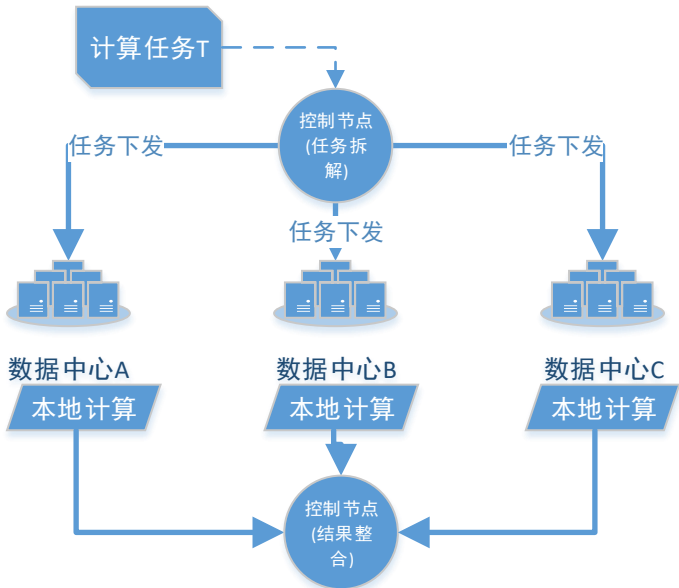 计算任务T
控制节点
(任务拆
解)
任务下发
任务下发
任务下发
数据中心A
数据中心B
数据中心C
本地计算
本地计算
本地计算
控制节点
(结果整
合)